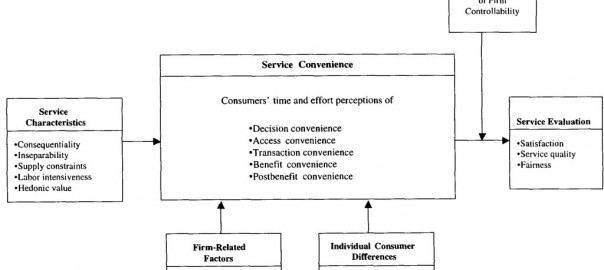 of Firm
Controllability
Service Convenience
Consumers' time and effort perceptions of
•Decision convenience
•Access convenience
•Transaction convenience
•Benefit convenience
•Postbenefit convenience
Service
Characteristics
•Consequentiality
•Inseparability
•Supply constraints
•Labor intensiveness
•Hedonic value
Service Evaluation
•Satisfaction
•Service quality
•Fairness
Firm-Related
Factors
Individual Consumer
Differences